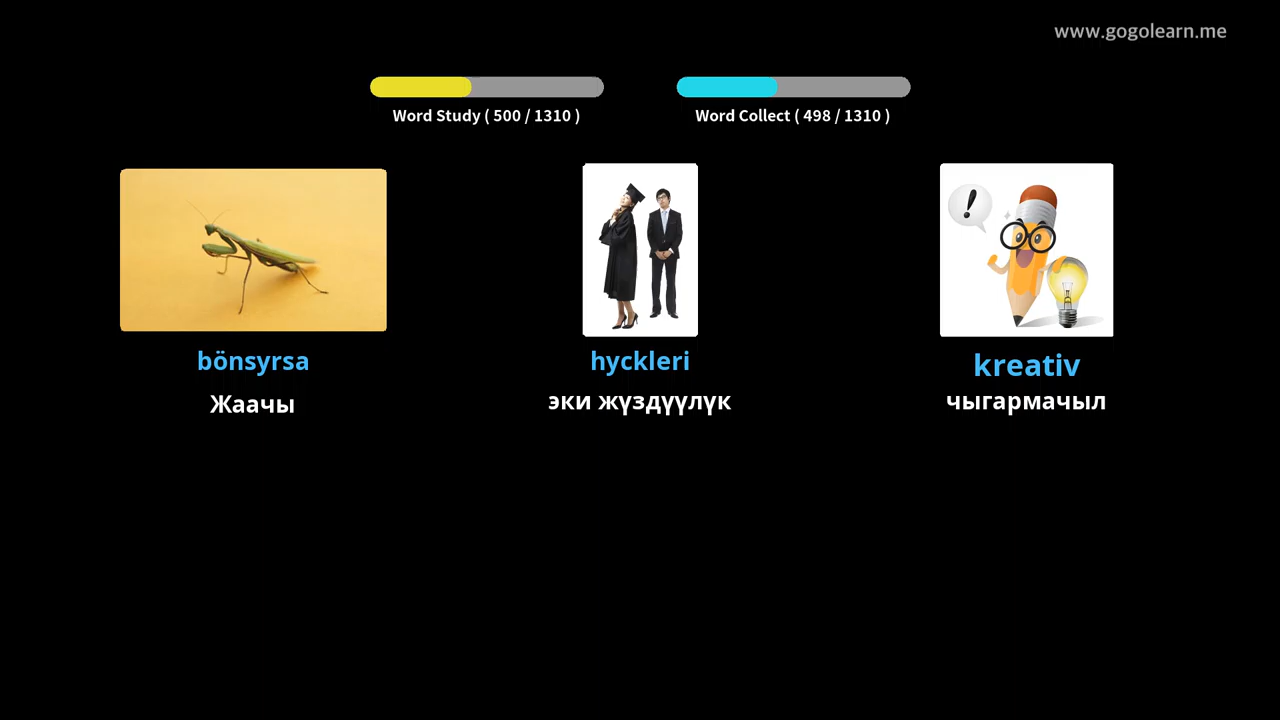 www.gogolearn.me
Word Study ( 500 / 1310 )
Word Collect ( 498 / 1310 )
bönsyrsa
Жаачы
hyckleri
эки жүздүүлүк
kreativ
чыгармачыл